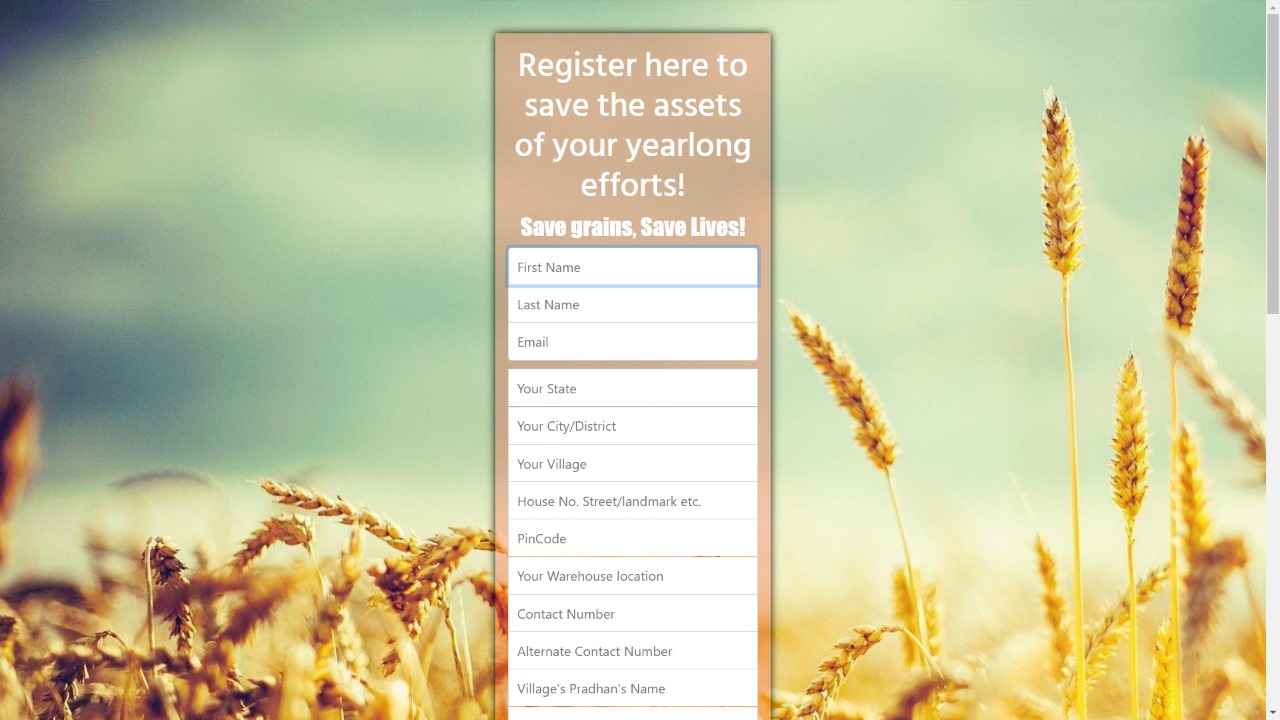 Register here to
save the assets
of your yearlong
efforts!
Save grains, Save Lives!
First Name
Last Name
Email
Your State
Your City/District
Your Village
House No. Street/landmark etc.
PinCode
Your Warehouse location
Contact Number
Alternate Contact Number
Village's Pradhan's Name